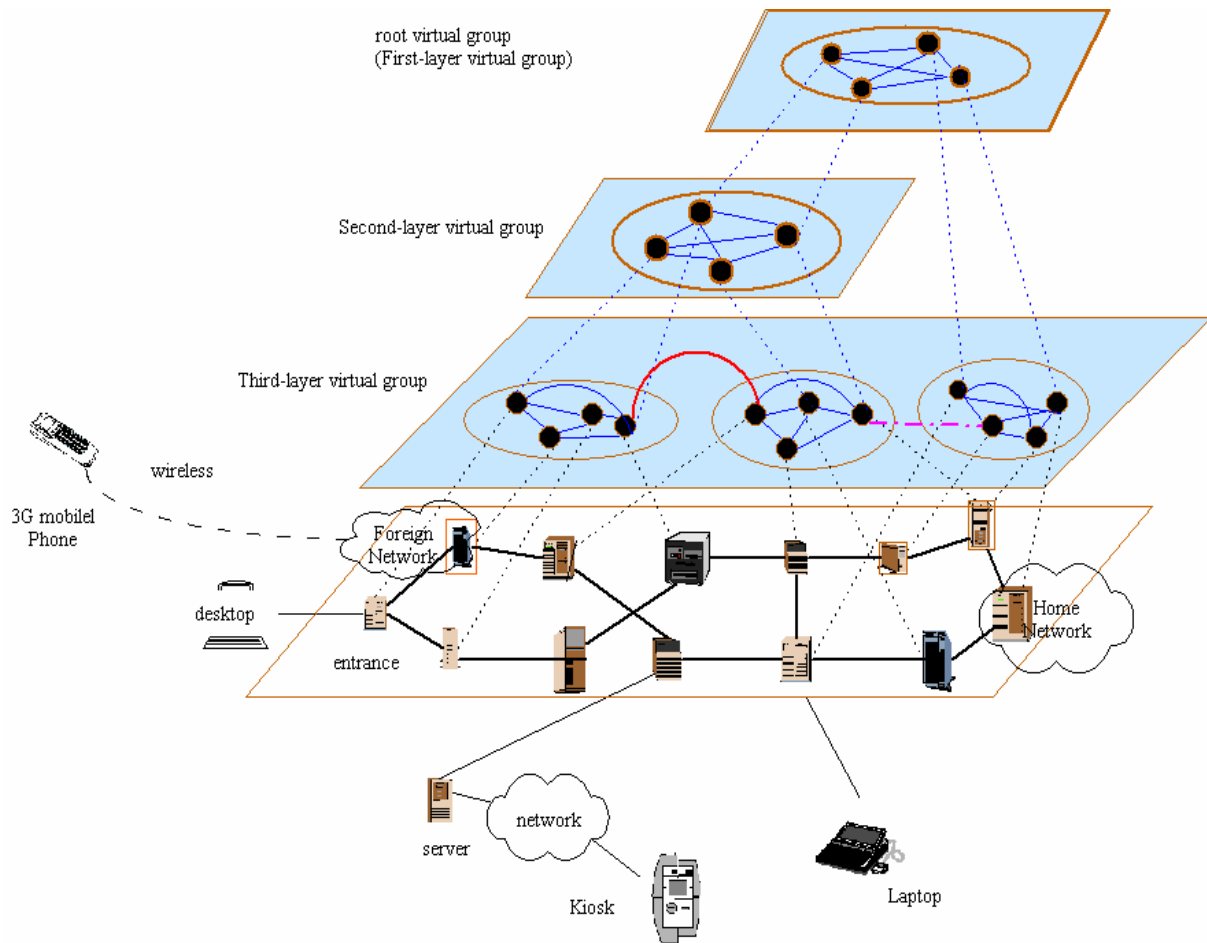 root virtual group
(First-layer virtual group)
Second-layer virtual group
Third-layer virtual group
wireless
3G mobilel
Phone
Foreign
Network
desktop
entrance
Home
Network
server
network
Kiosk
Laptop